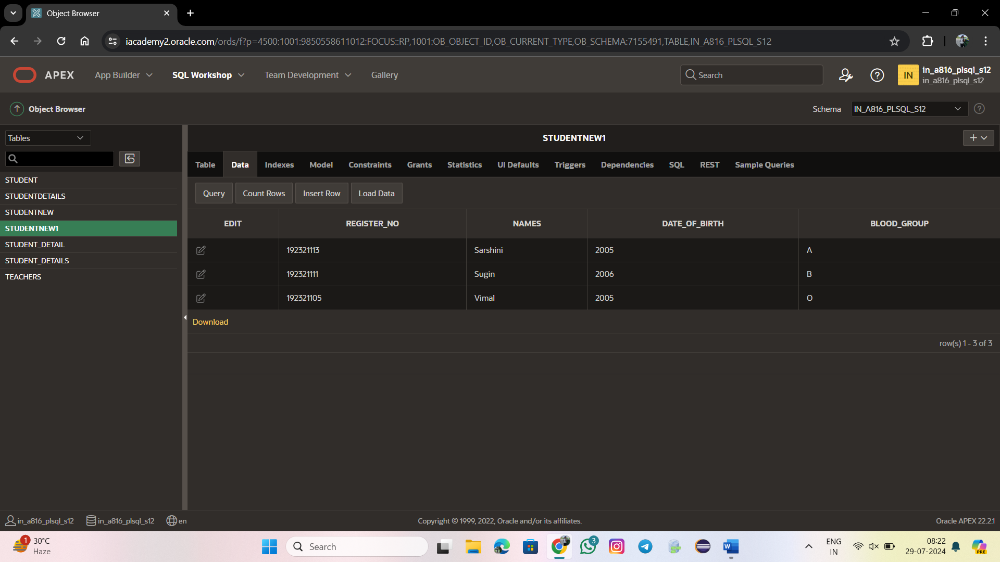 Object Browser
iacademy2.oracle.com/ords/f?p=4500:1001:9850558611012:FOCUS::RP,1001:OB_OBJECT_ID,OB_CURRENT_TYPE,OB_SCHEMA:7155491,TABLE,IN_A816_PLSQL_S12
APEX App Builder SQL Workshop Team Development Gallery Search IN in_a816_plsql_s12
in_a816_plsql_s12
Object Browser Schema IN_A816_PLSQL_S12
Tables
STUDENTNEW1
Table Data Indexes Model Constraints Grants Statistics UI Defaults Triggers Dependencies SQL REST Sample Queries
STUDENT
STUDENTDETAILS
STUDENTNEW
STUDENTNEW1
STUDENT_DETAIL
STUDENT_DETAILS
TEACHERS
Query Count Rows Insert Row Load Data
EDIT REGISTER_NO NAMES DATE_OF_BIRTH BLOOD_GROUP
192321113 Sarshini 2005 A
192321111 Sugin 2006 B
192321105 Vimal 2005 O
Download
row(s) 1 - 3 of 3
in_a816_plsql_s12 in_a816_plsql_s12 en Copyright © 1999, 2022, Oracle and/or its affiliates. Oracle APEX 22.2.1
1 30°C
Haze
Search
3
W
ENG
IN
08:22
29-07-2024
PRE